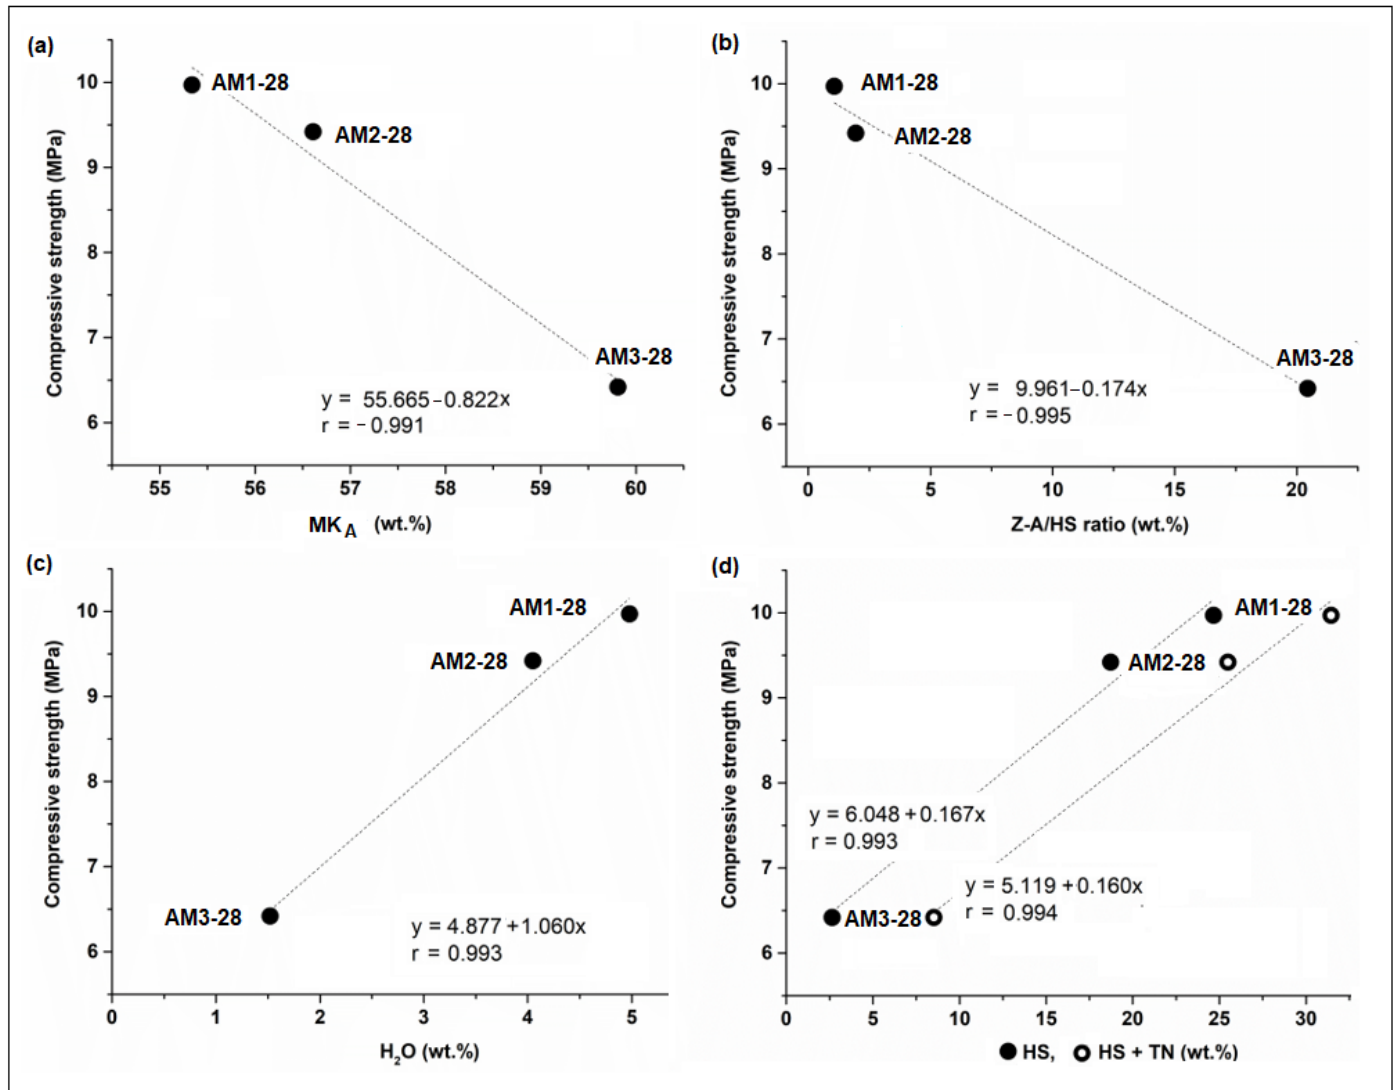 (a)
Compressive strength (MPa)
10
9
8
7
6
AM1-28
AM2-28
AM3-28
y = 55.665–0.822x
r = –0.991
55 56 57 58 59 60
MKA (wt.%)
(b)
Compressive strength (MPa)
10
9
8
7
6
AM1-28
AM2-28
AM3-28
y = 9.961–0.174x
r = –0.995
0 5 10 15 20
Z-A/HS ratio (wt.%)
(c)
Compressive strength (MPa)
10
9
8
7
6
AM1-28
AM2-28
AM3-28
y = 4.877+1.060x
r = 0.993
0 1 2 3 4 5
H2O (wt.%)
(d)
Compressive strength (MPa)
10
9
8
7
6
AM1-28
AM2-28
y = 6.048+0.167x
r = 0.993
AM3-28
y = 5.119+0.160x
r = 0.994
0 5 10 15 20 25 30
HS, HS + TN (wt.%)